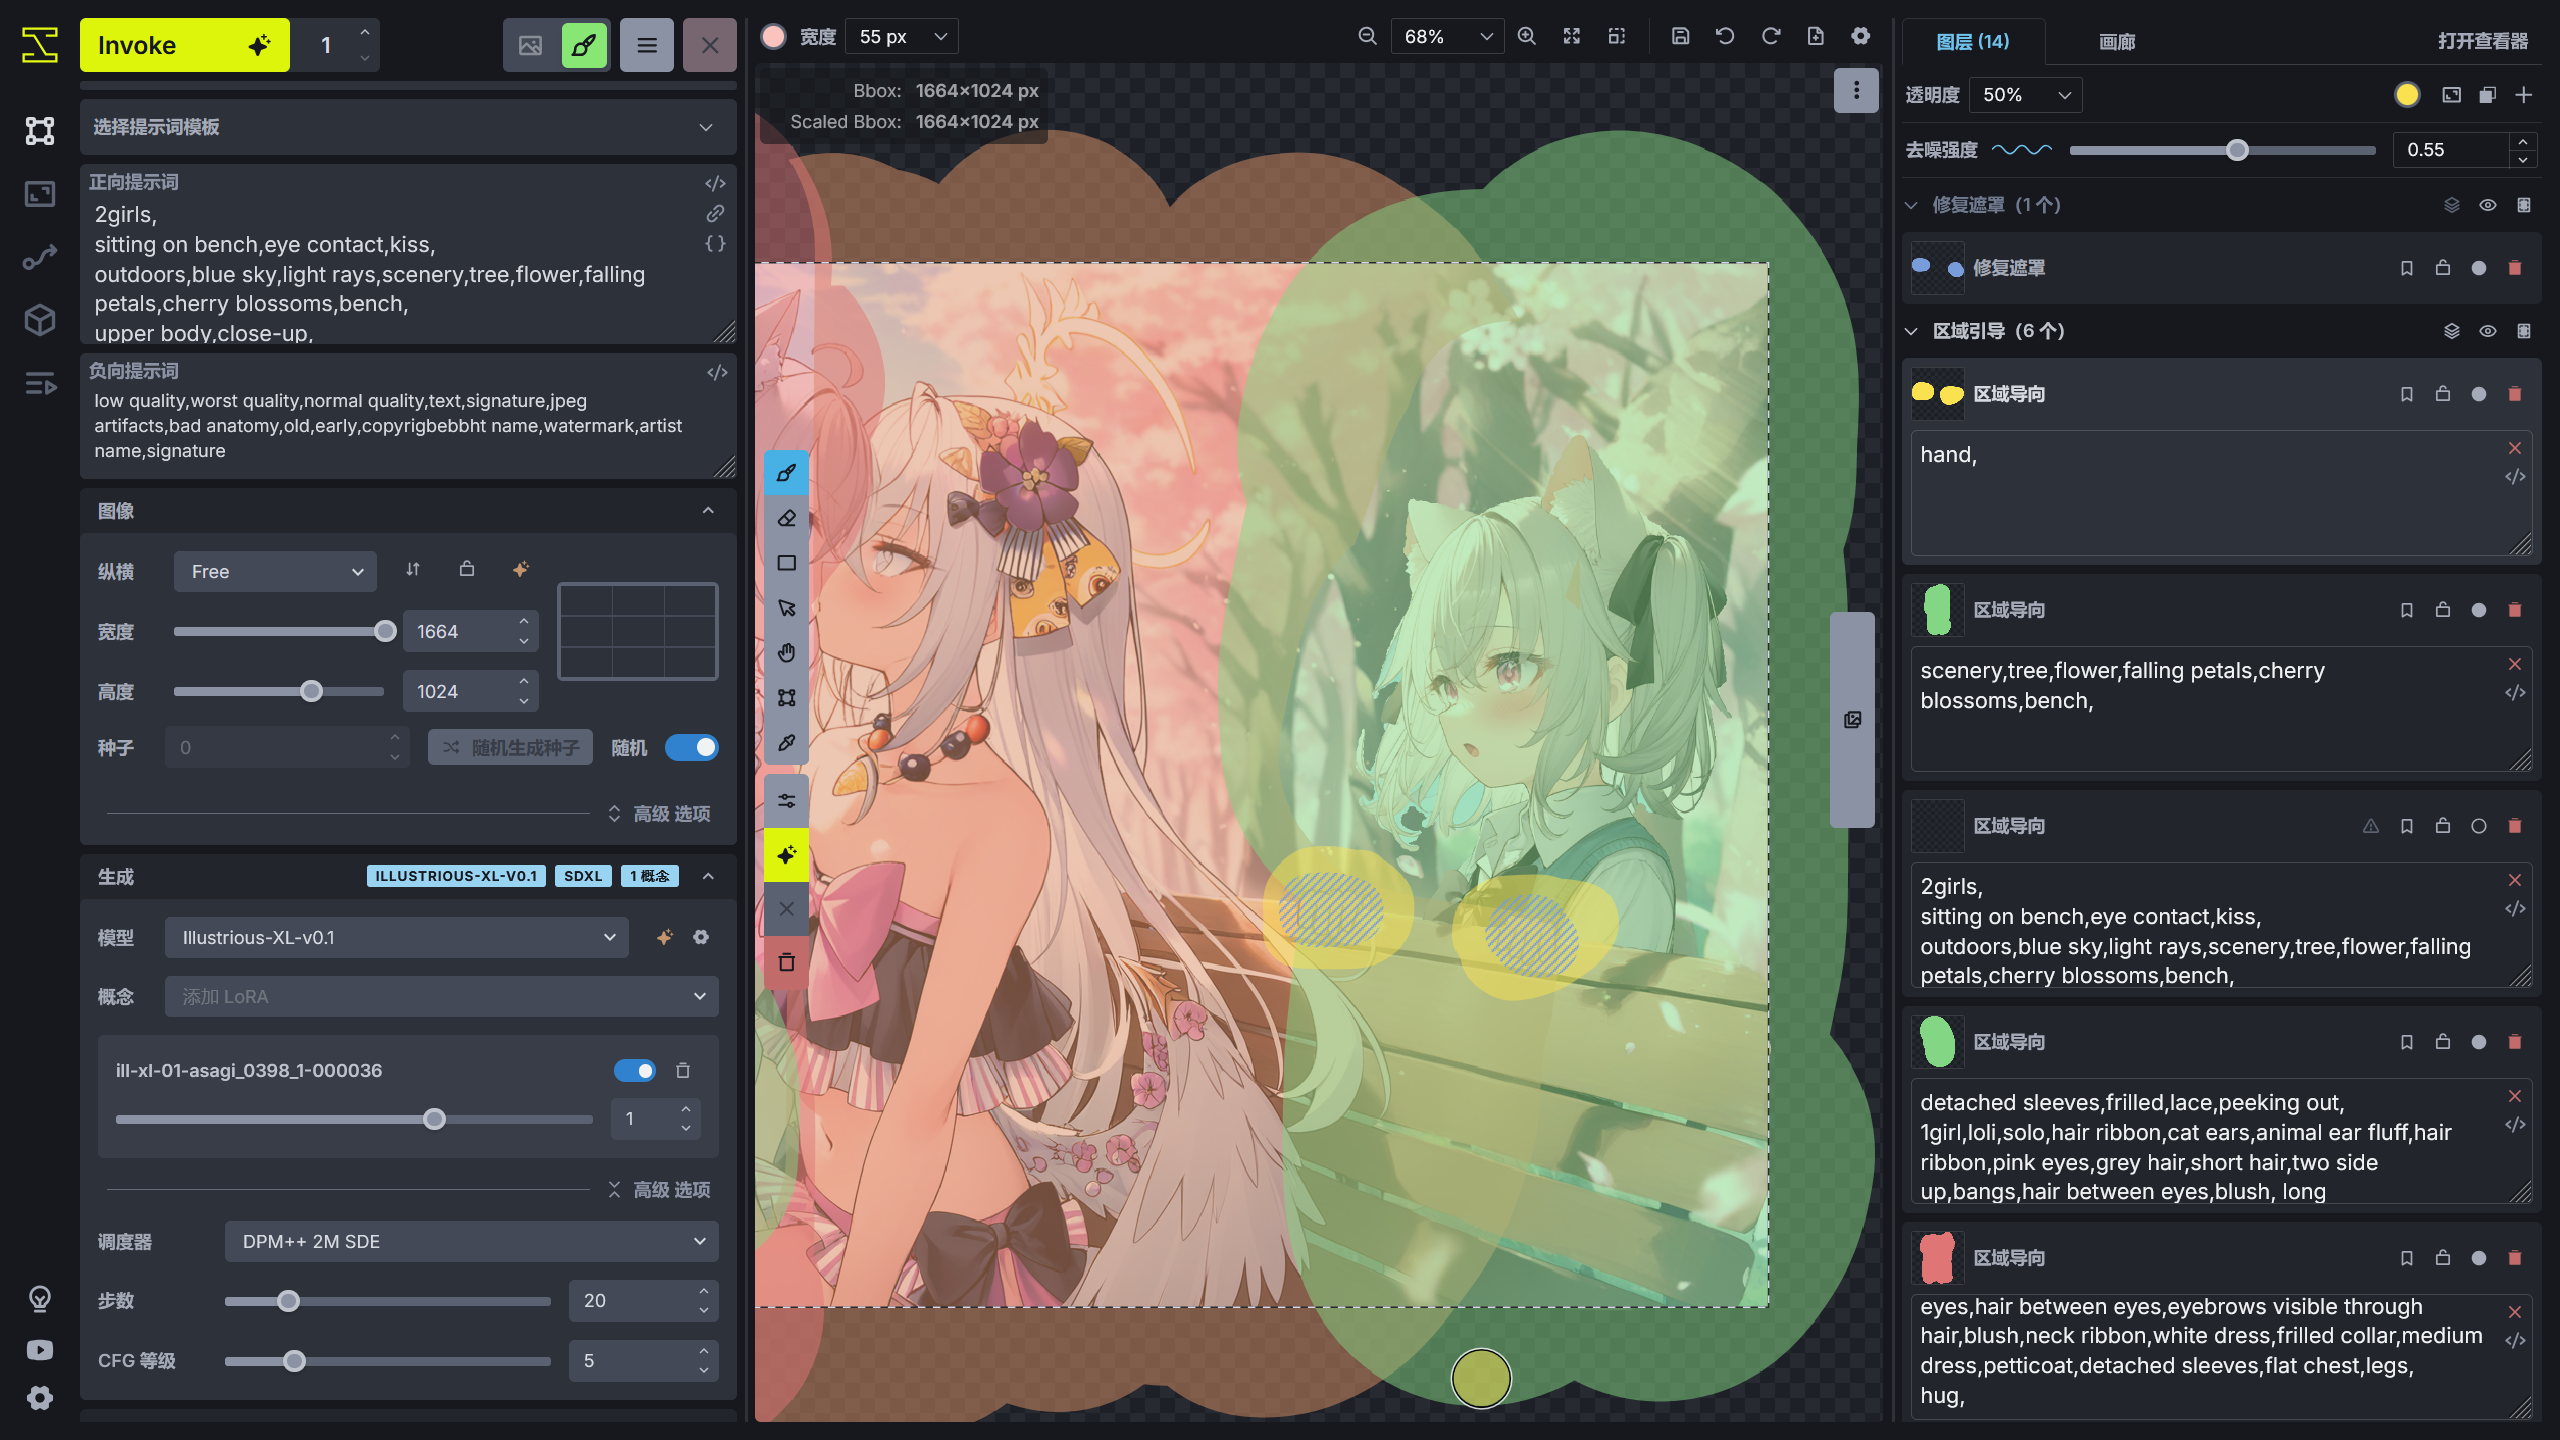 Invoke
1
选择提示词模板
正向提示词
2girls,
sitting on bench,eye contact,kiss,
outdoors,blue sky,light rays,scenery,tree,flower,falling
petals,cherry blossoms,bench,
upper body,close-up,
负向提示词
low quality,worst quality,normal quality,text,signature,jpeg
artifacts,bad anatomy,old,early,copyrigbebbht name,watermark,artist
name,signature
图像
纵横
Free
宽度
1664
高度
1024
种子
0
随机生成种子
随机
高级 选项
生成
ILLUSTRIOUS-XL-V0.1
SDXL
1 概念
模型
Illustrious-XL-v0.1
概念
添加 LoRA
ill-xl-01-asagi_0398_1-000036
1
高级 选项
调度器
DPM++ 2M SDE
步数
20
CFG 等级
5
宽度
55 px
68%
Bbox: 1664×1024 px
Scaled Bbox: 1664×1024 px
图层 (14)
画廊
打开查看器
透明度
50%
去噪强度
0.55
修复遮罩 (1 个)
修复遮罩
区域引导 (6 个)
区域导向
hand,
区域导向
scenery,tree,flower,falling petals,cherry
blossoms,bench,
区域导向
2girls,
sitting on bench,eye contact,kiss,
outdoors,blue sky,light rays,scenery,tree,flower,falling
petals,cherry blossoms,bench,
区域导向
detached sleeves,frilled,lace,peeking out,
1girl,loli,solo,hair ribbon,cat ears,animal ear fluff,hair
ribbon,pink eyes,grey hair,short hair,two side
up,bangs,hair between eyes,blush, long
区域导向
eyes,hair between eyes,eyebrows visible through
hair,blush,neck ribbon,white dress,frilled collar,medium
dress,petticoat,detached sleeves,flat chest,legs,
hug,